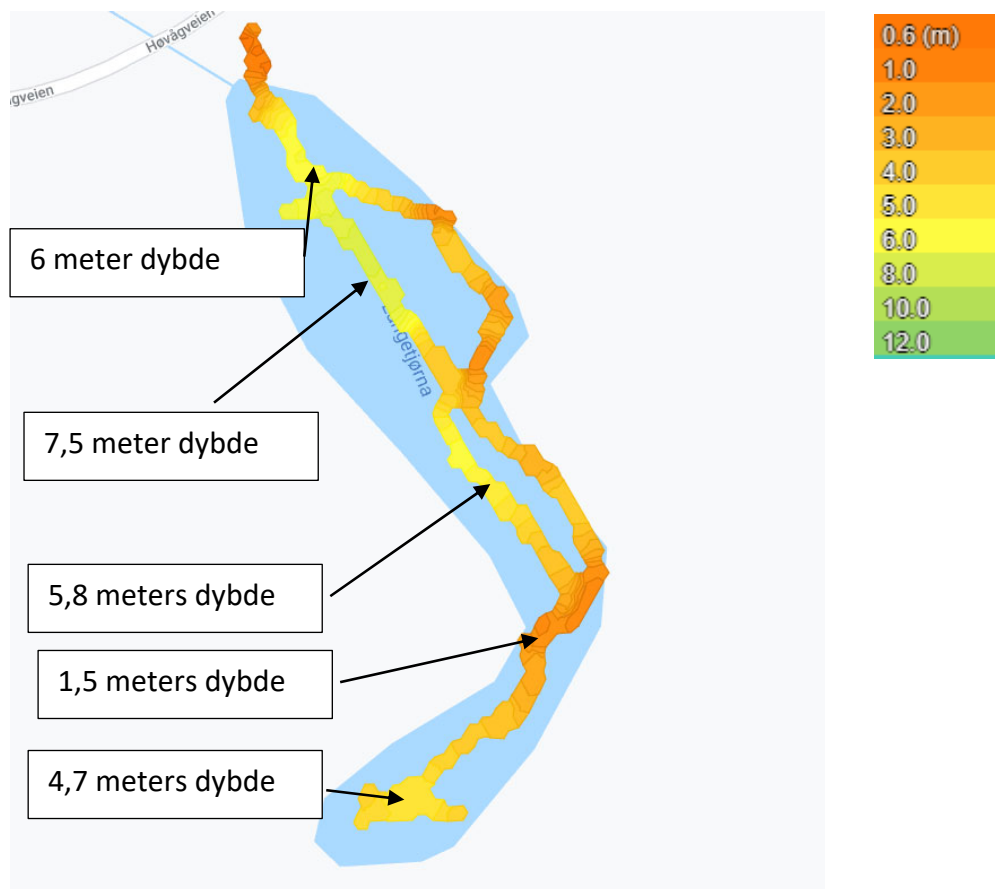 Høvågveien
ågveien
6 meter dybde
7,5 meter dybde
5,8 meters dybde
1,5 meters dybde
4,7 meters dybde
0.6 (m)
1.0
2.0
3.0
4.0
5.0
6.0
8.0
10.0
12.0